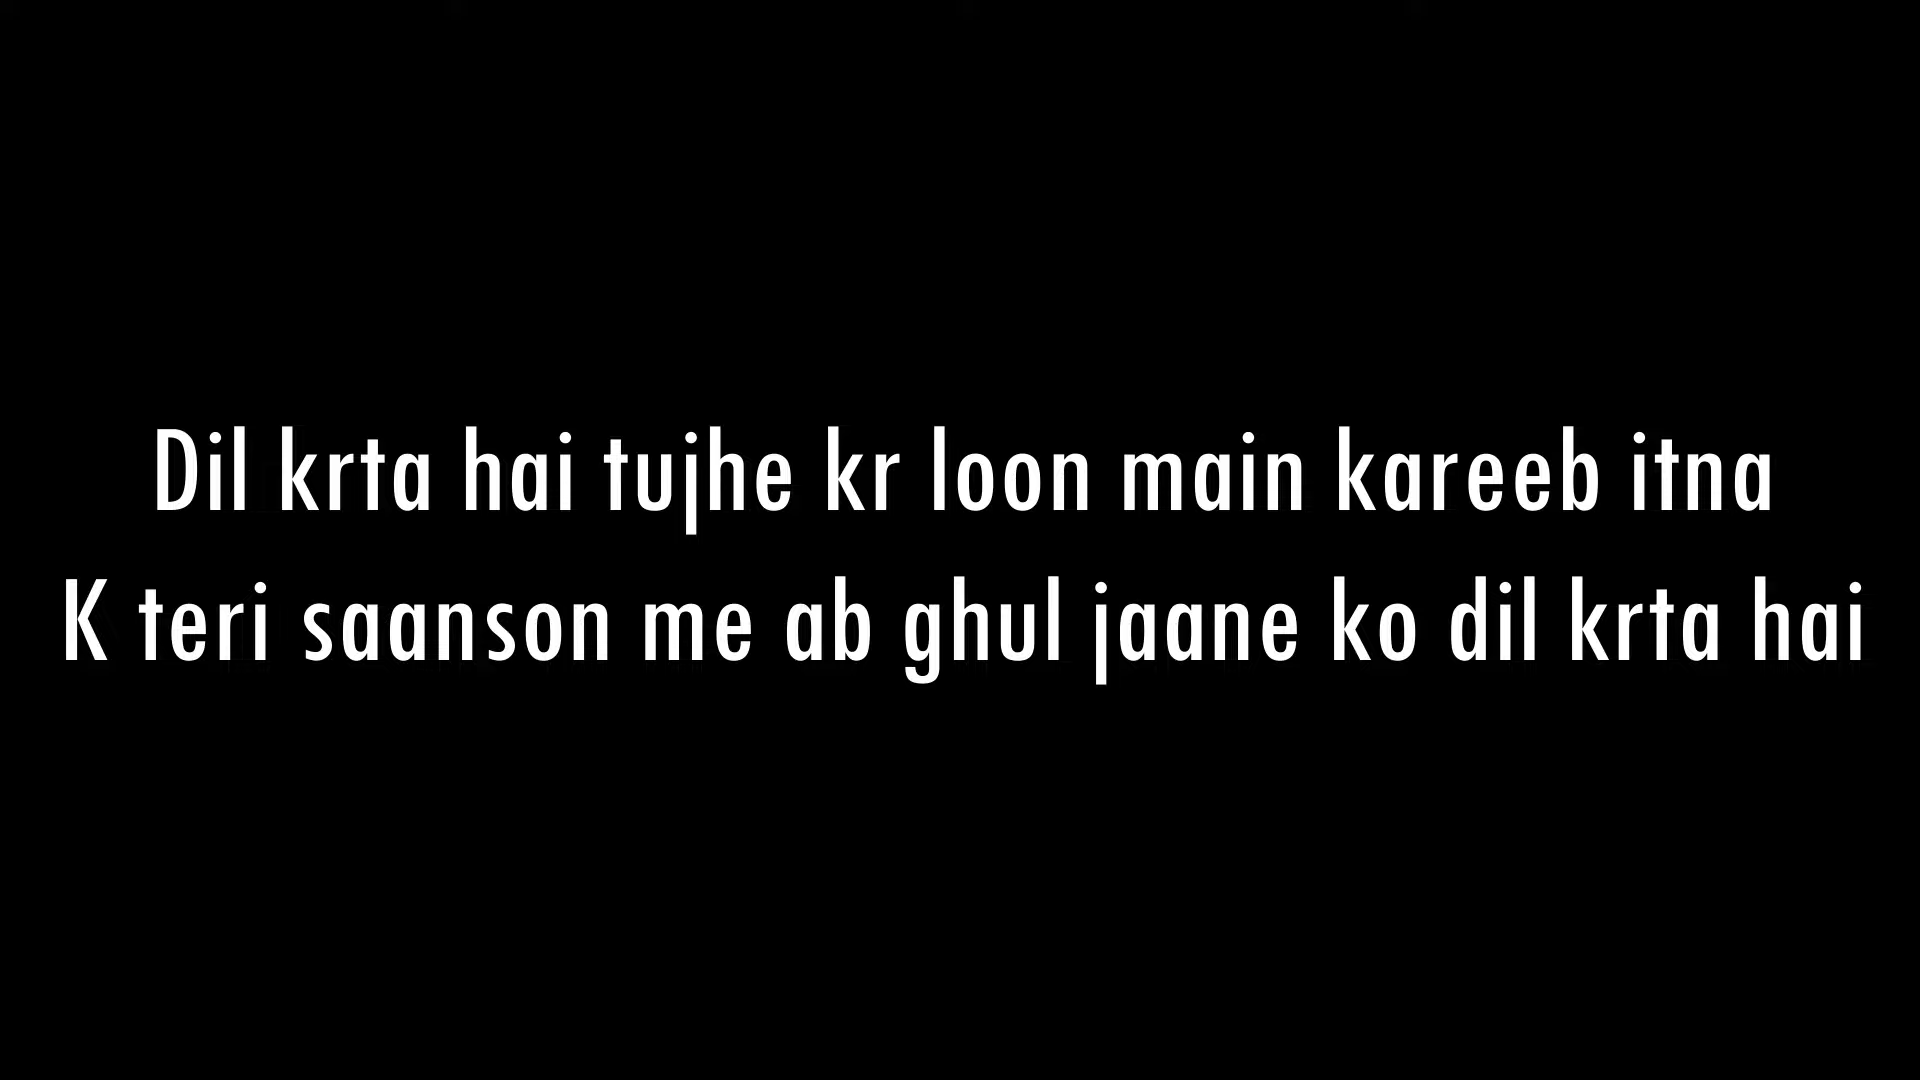 Dil krta hai tujhe kr loon main kareeb itna
K teri saanson me ab ghul jaane ko dil krta hai